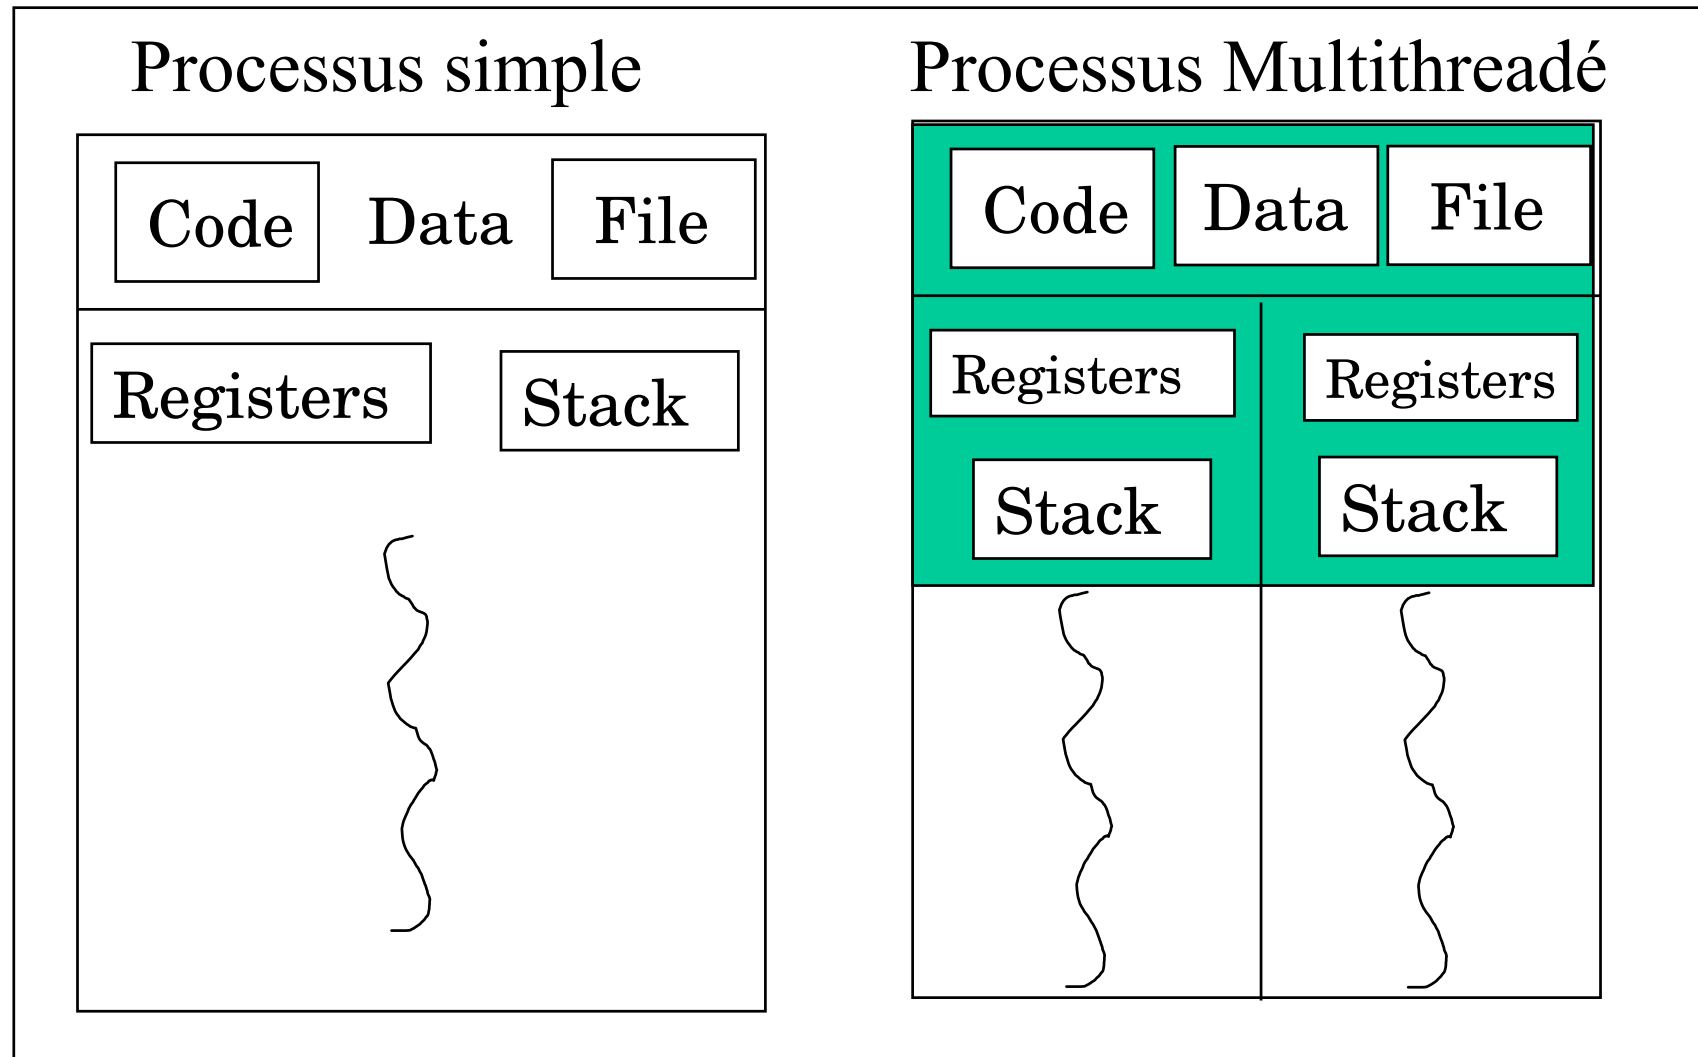 Processus simple
Code Data File
Registers Stack
Processus Multithreadé
Code Data File
Registers Registers
Stack Stack